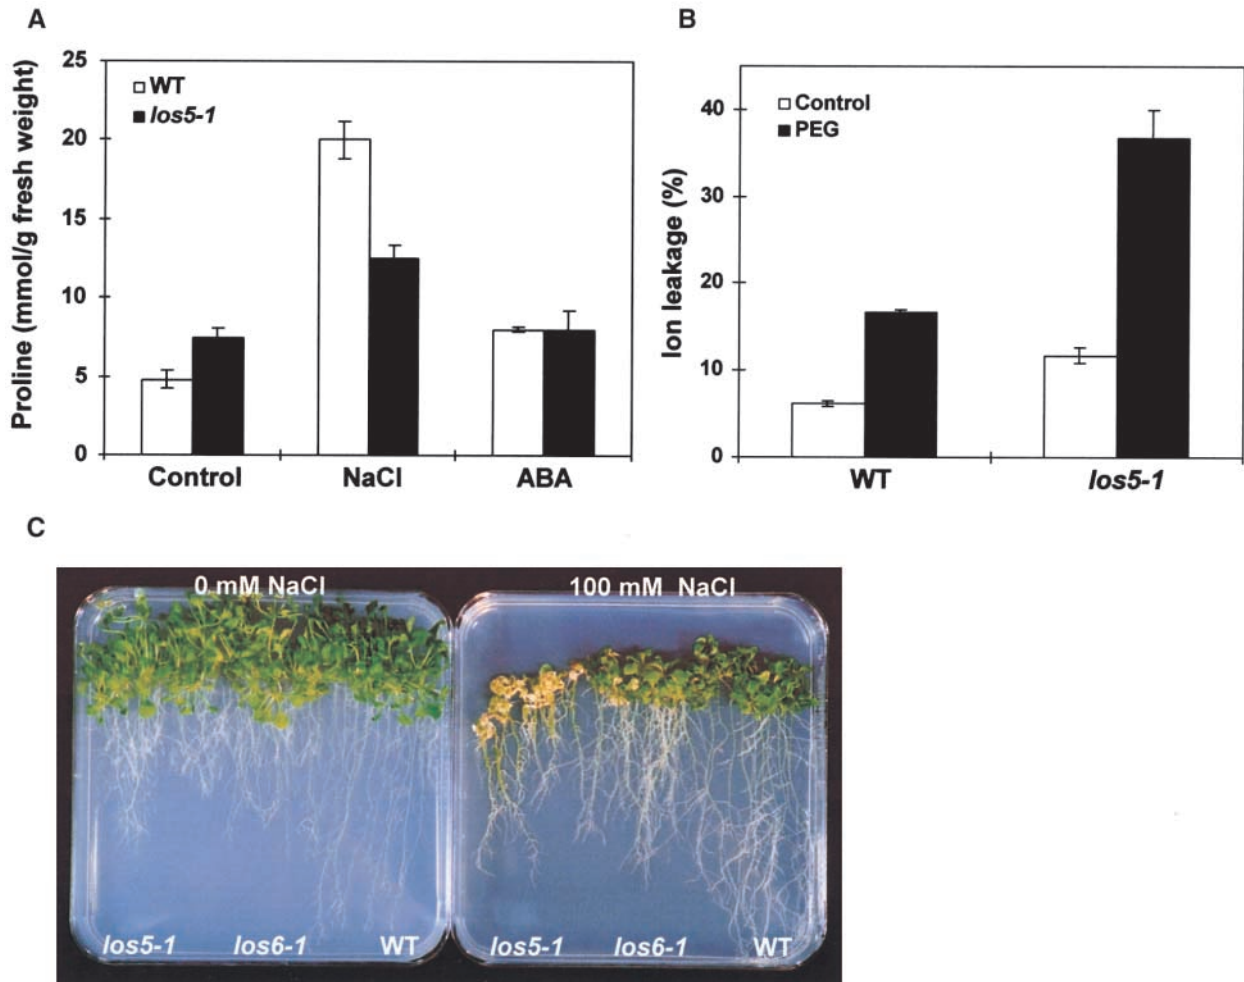 A
Proline (mmol/g fresh weight)
25
20
15
10
5
0
WT
los5-1
Control
NaCl
ABA
B
Ion leakage (%)
40
30
20
10
0
Control
PEG
WT
los5-1
C
0 mM NaCl
100 mM NaCl
los5-1
los6-1
WT
los5-1
los6-1
WT